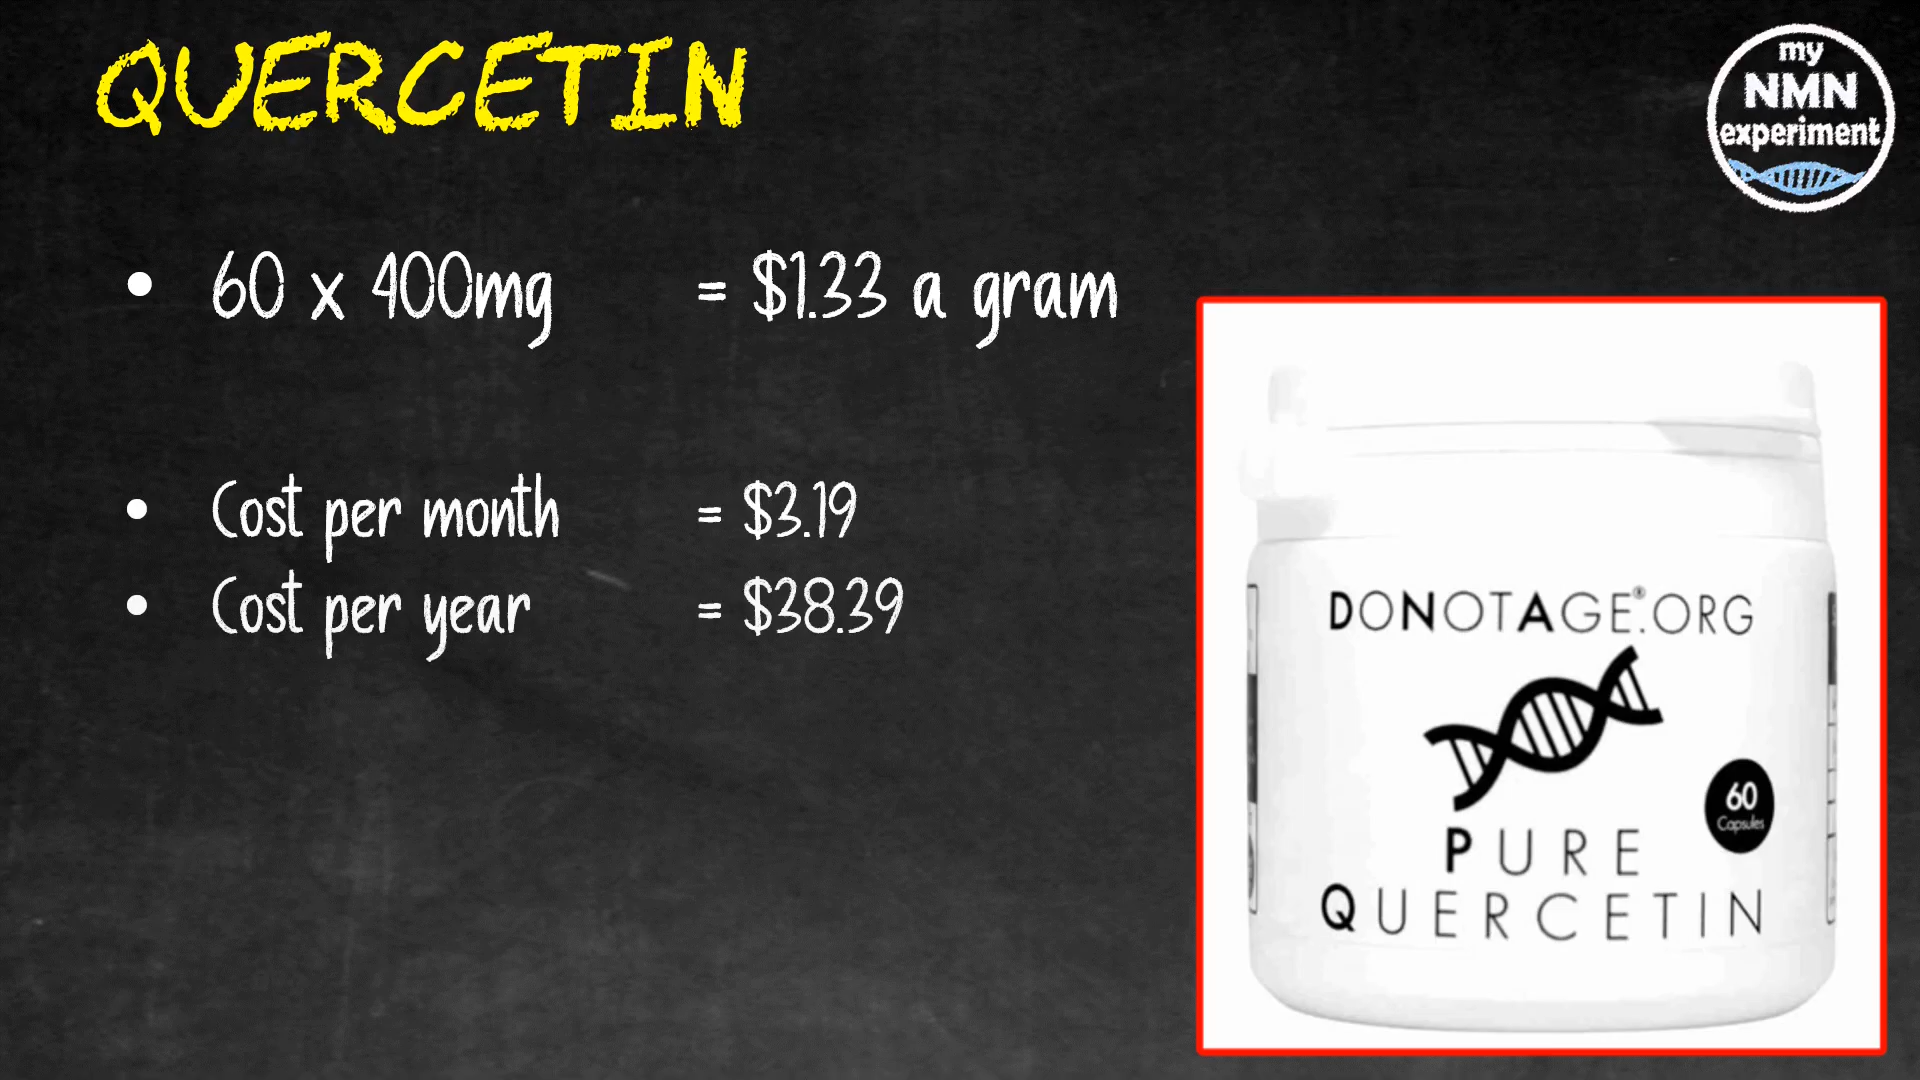 QUERCETIN
my
NMN
experiment
• 60 x 400mg = $1.33 a gram
• Cost per month = $3.19
• Cost per year = $38.39
DONOTAGE®.ORG
60
Capsules
PURE
QUERCETIN